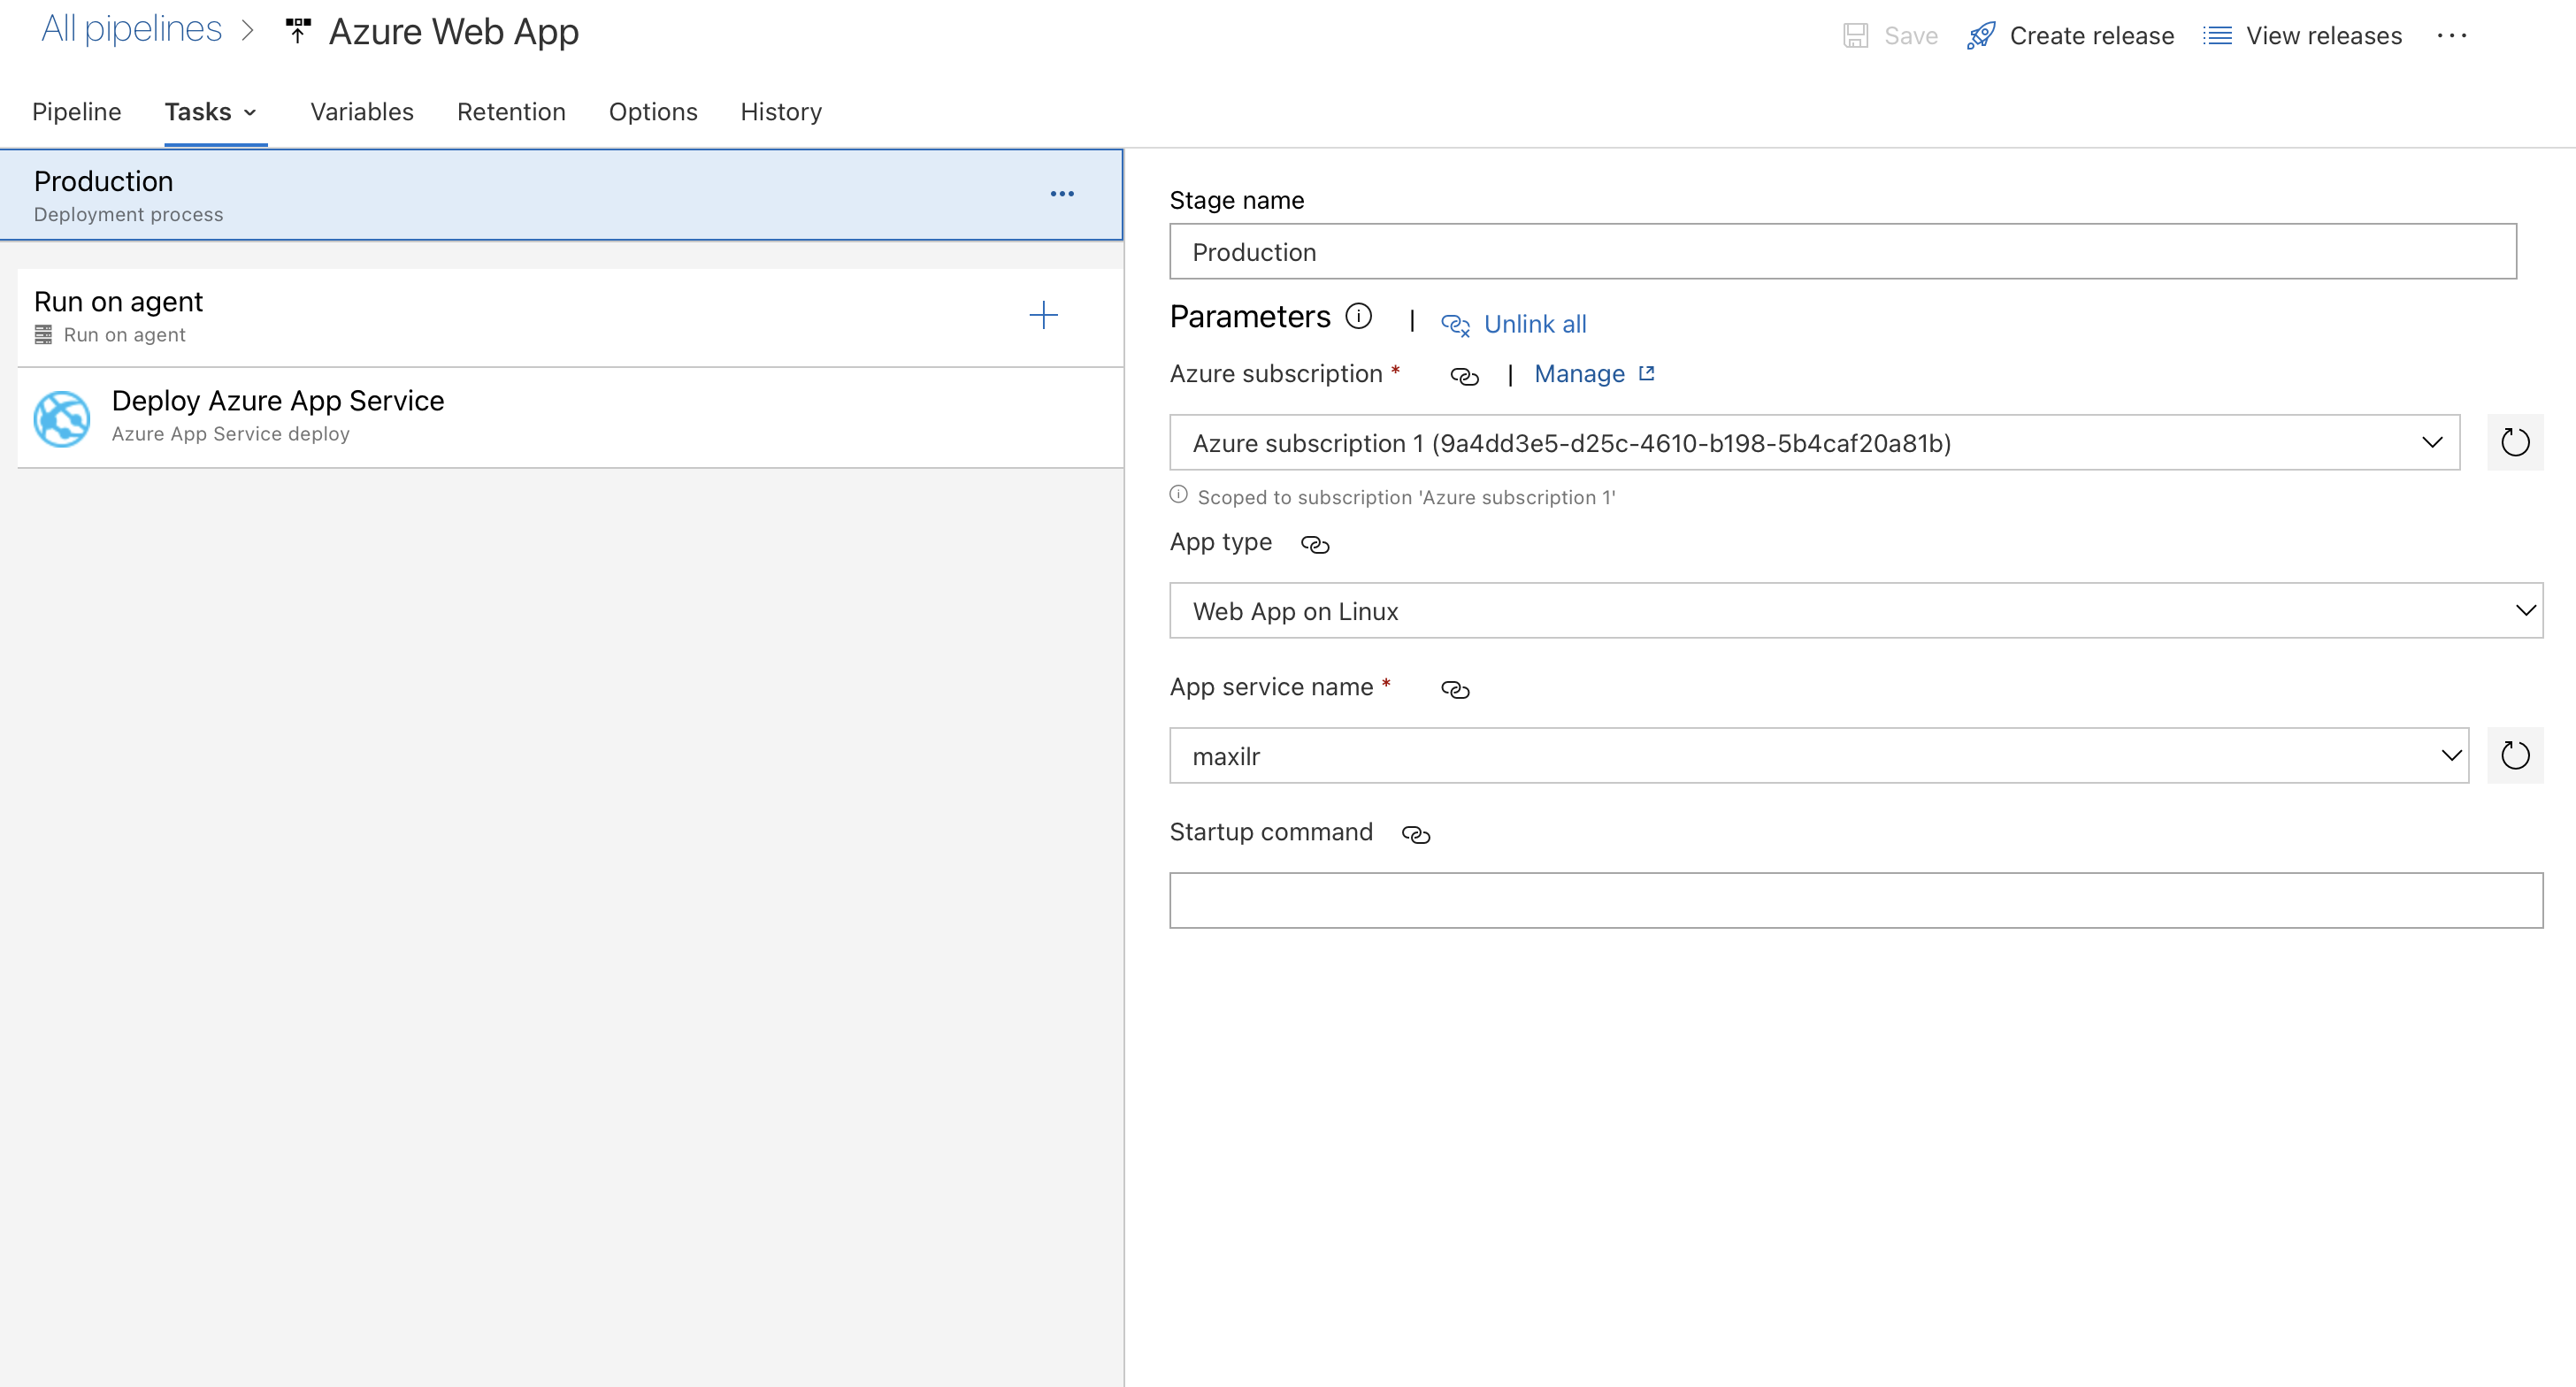 All pipelines > Azure Web App
Save Create release View releases ...
Pipeline Tasks Variables Retention Options History
Production
Deployment process
Run on agent
Run on agent
Deploy Azure App Service
Azure App Service deploy
Stage name
Production
Parameters | Unlink all
Azure subscription * | Manage
Azure subscription 1 (9a4dd3e5-d25c-4610-b198-5b4caf20a81b)
Scoped to subscription 'Azure subscription 1'
App type
Web App on Linux
App service name *
maxilr
Startup command